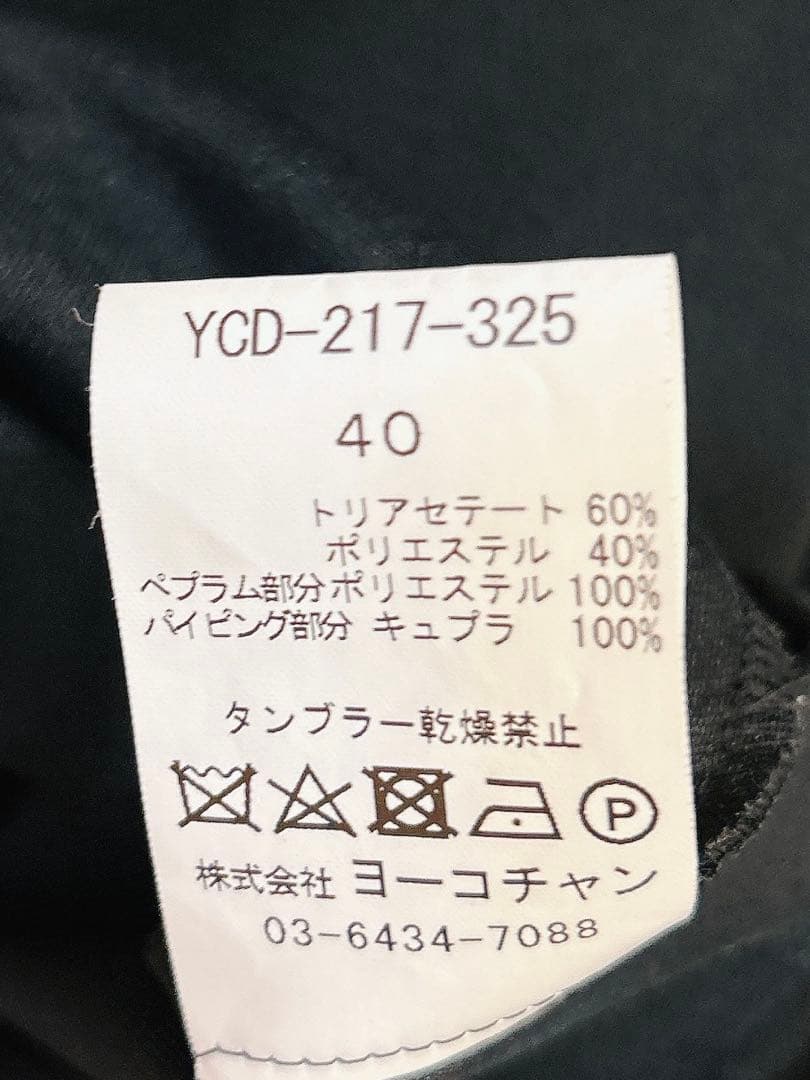 YCD-217-325
40
トリアセテート 60%
ポリエステル 40%
ペプラム部分ポリエステル 100%
パイピング部分 キュプラ 100%
タンブラー乾燥禁止
P
株式会社 ヨーコチャン
03-6434-7088